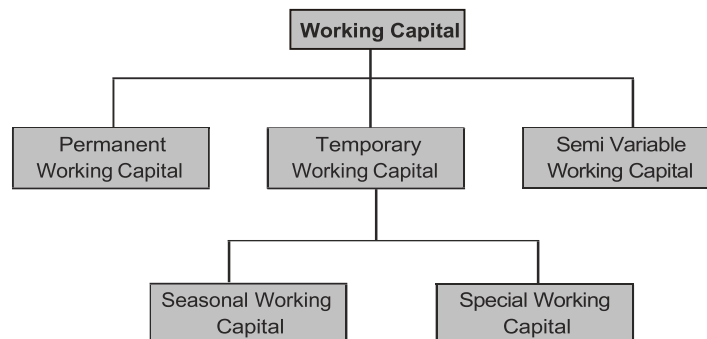 Working Capital
Permanent
Working Capital
Temporary
Working Capital
Semi Variable
Working Capital
Seasonal Working
Capital
Special Working
Capital